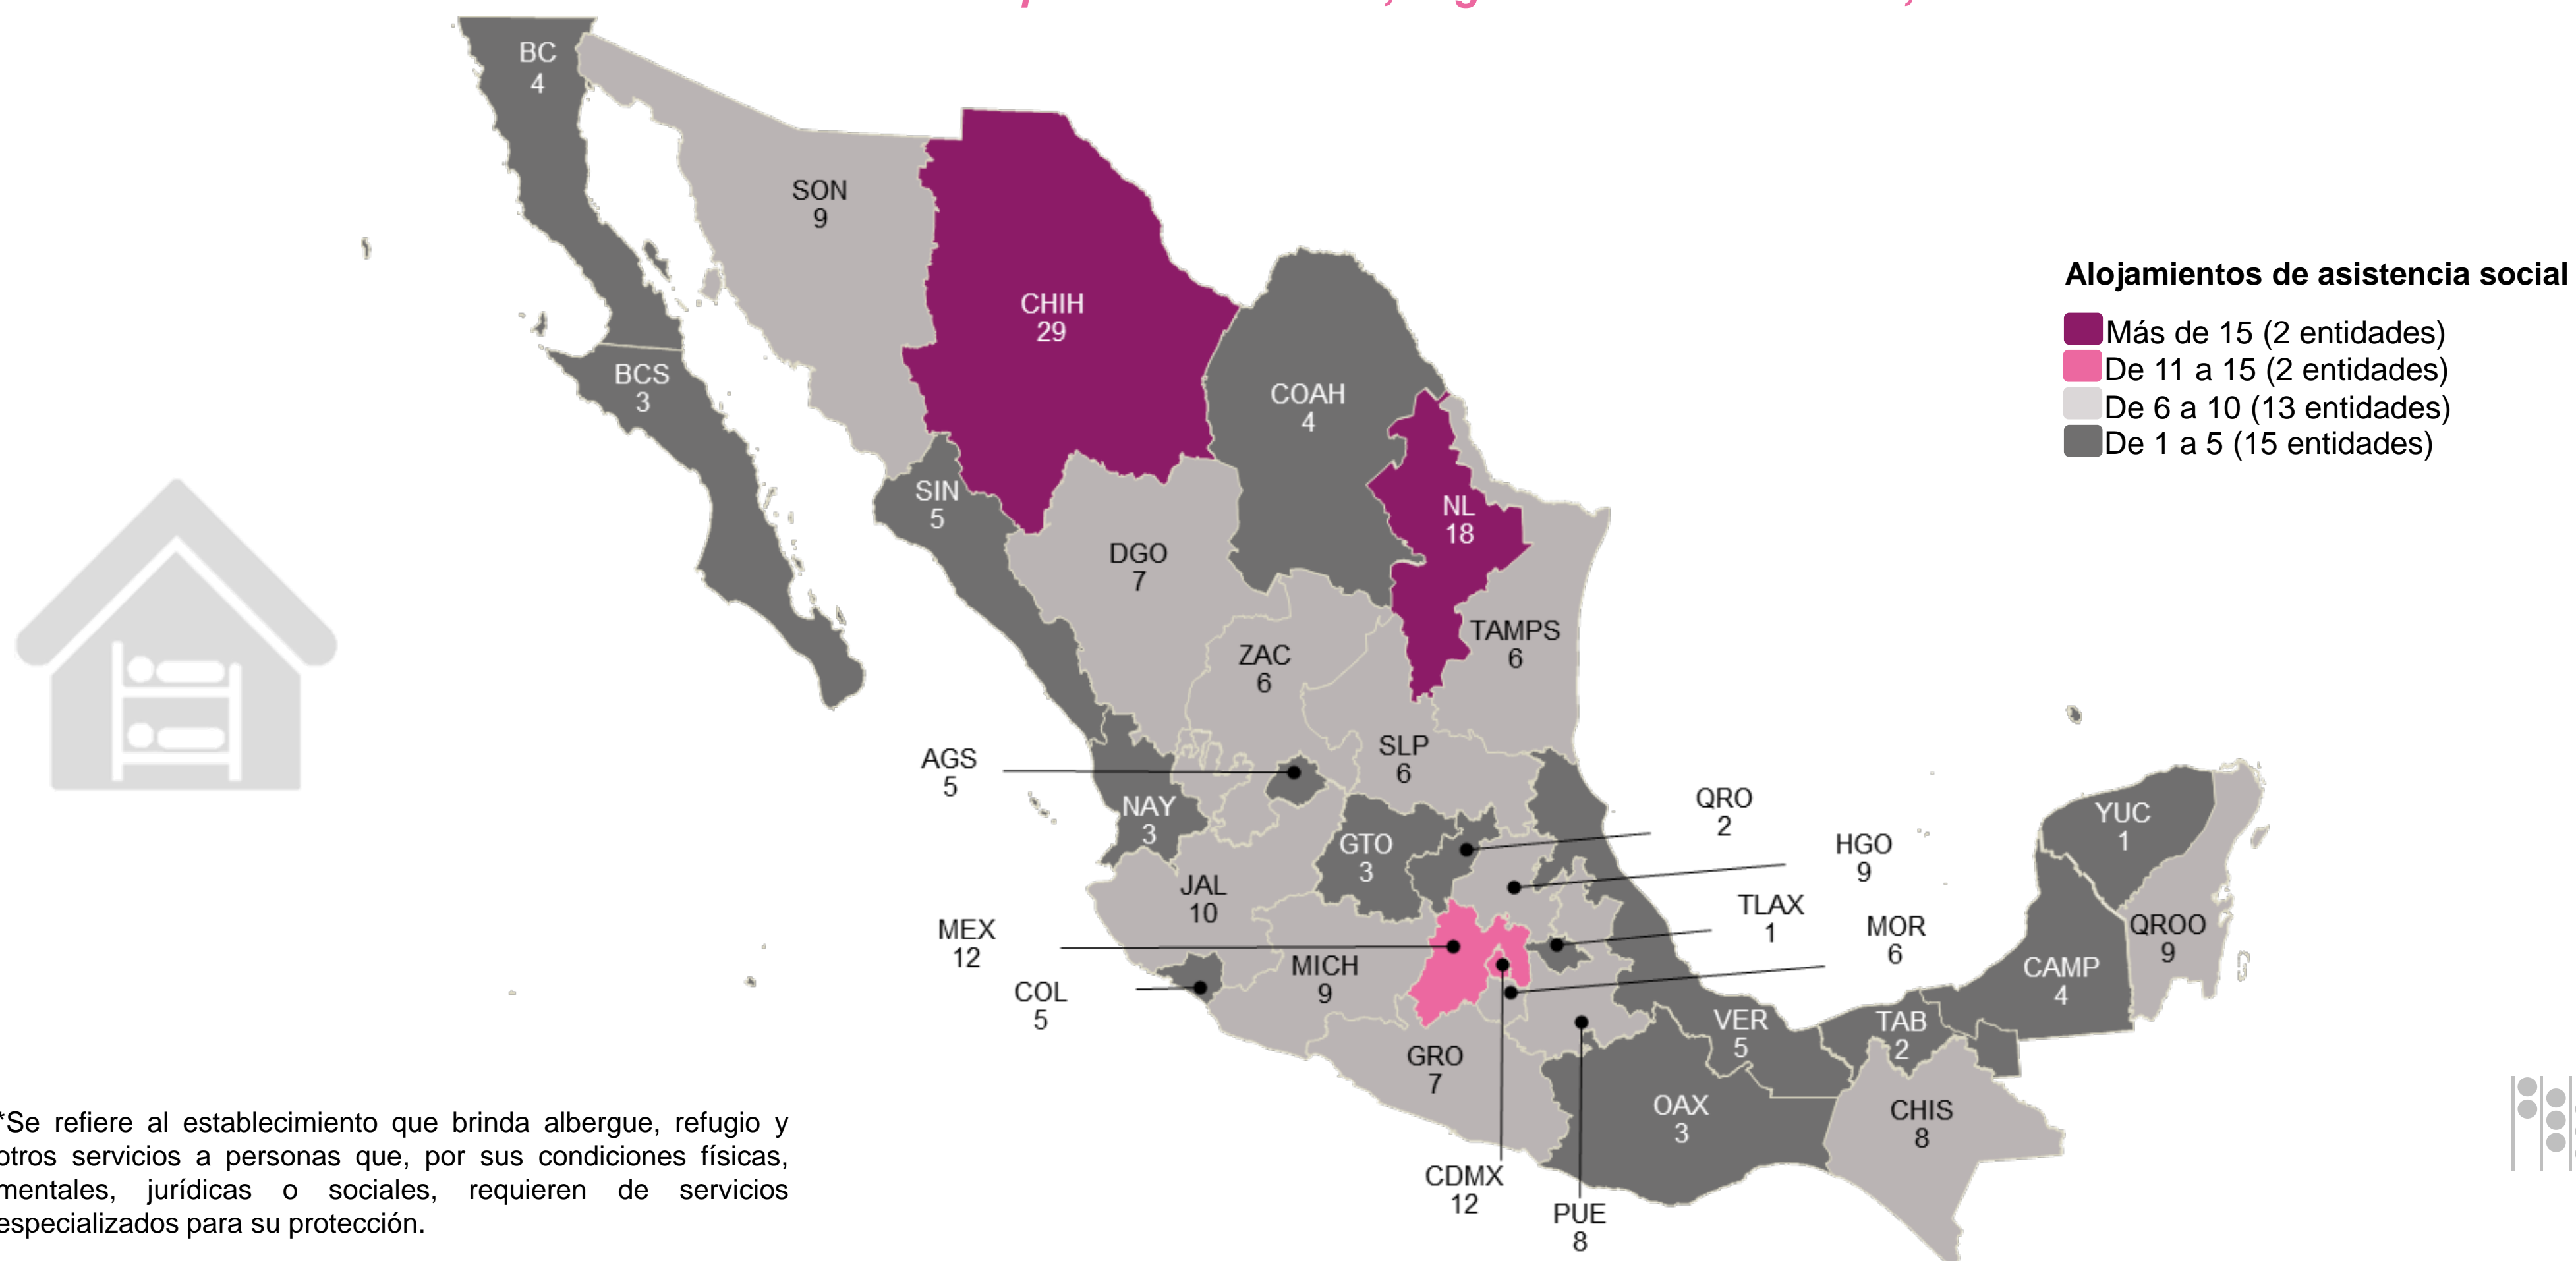 BC
4
SON
9
CHIH
29
BCS
3
COAH
4
SIN
5
NL
18
DGO
7
TAMPS
6
ZAC
6
SLP
6
AGS
5
NAY
3
GTO
3
QRO
2
HGO
9
JAL
10
TLAX
1
MOR
6
MEX
12
MICH
9
COL
5
GRO
7
CDMX
12
PUE
8
VER
5
OAX
3
TAB
2
CHIS
8
CAMP
4
YUC
1
QROO
9
Alojamientos de asistencia social
Más de 15 (2 entidades)
De 11 a 15 (2 entidades)
De 6 a 10 (13 entidades)
De 1 a 5 (15 entidades)
*Se refiere al establecimiento que brinda albergue, refugio y
otros servicios a personas que, por sus condiciones físicas,
mentales, jurídicas o sociales, requieren de servicios
especializados para su protección.